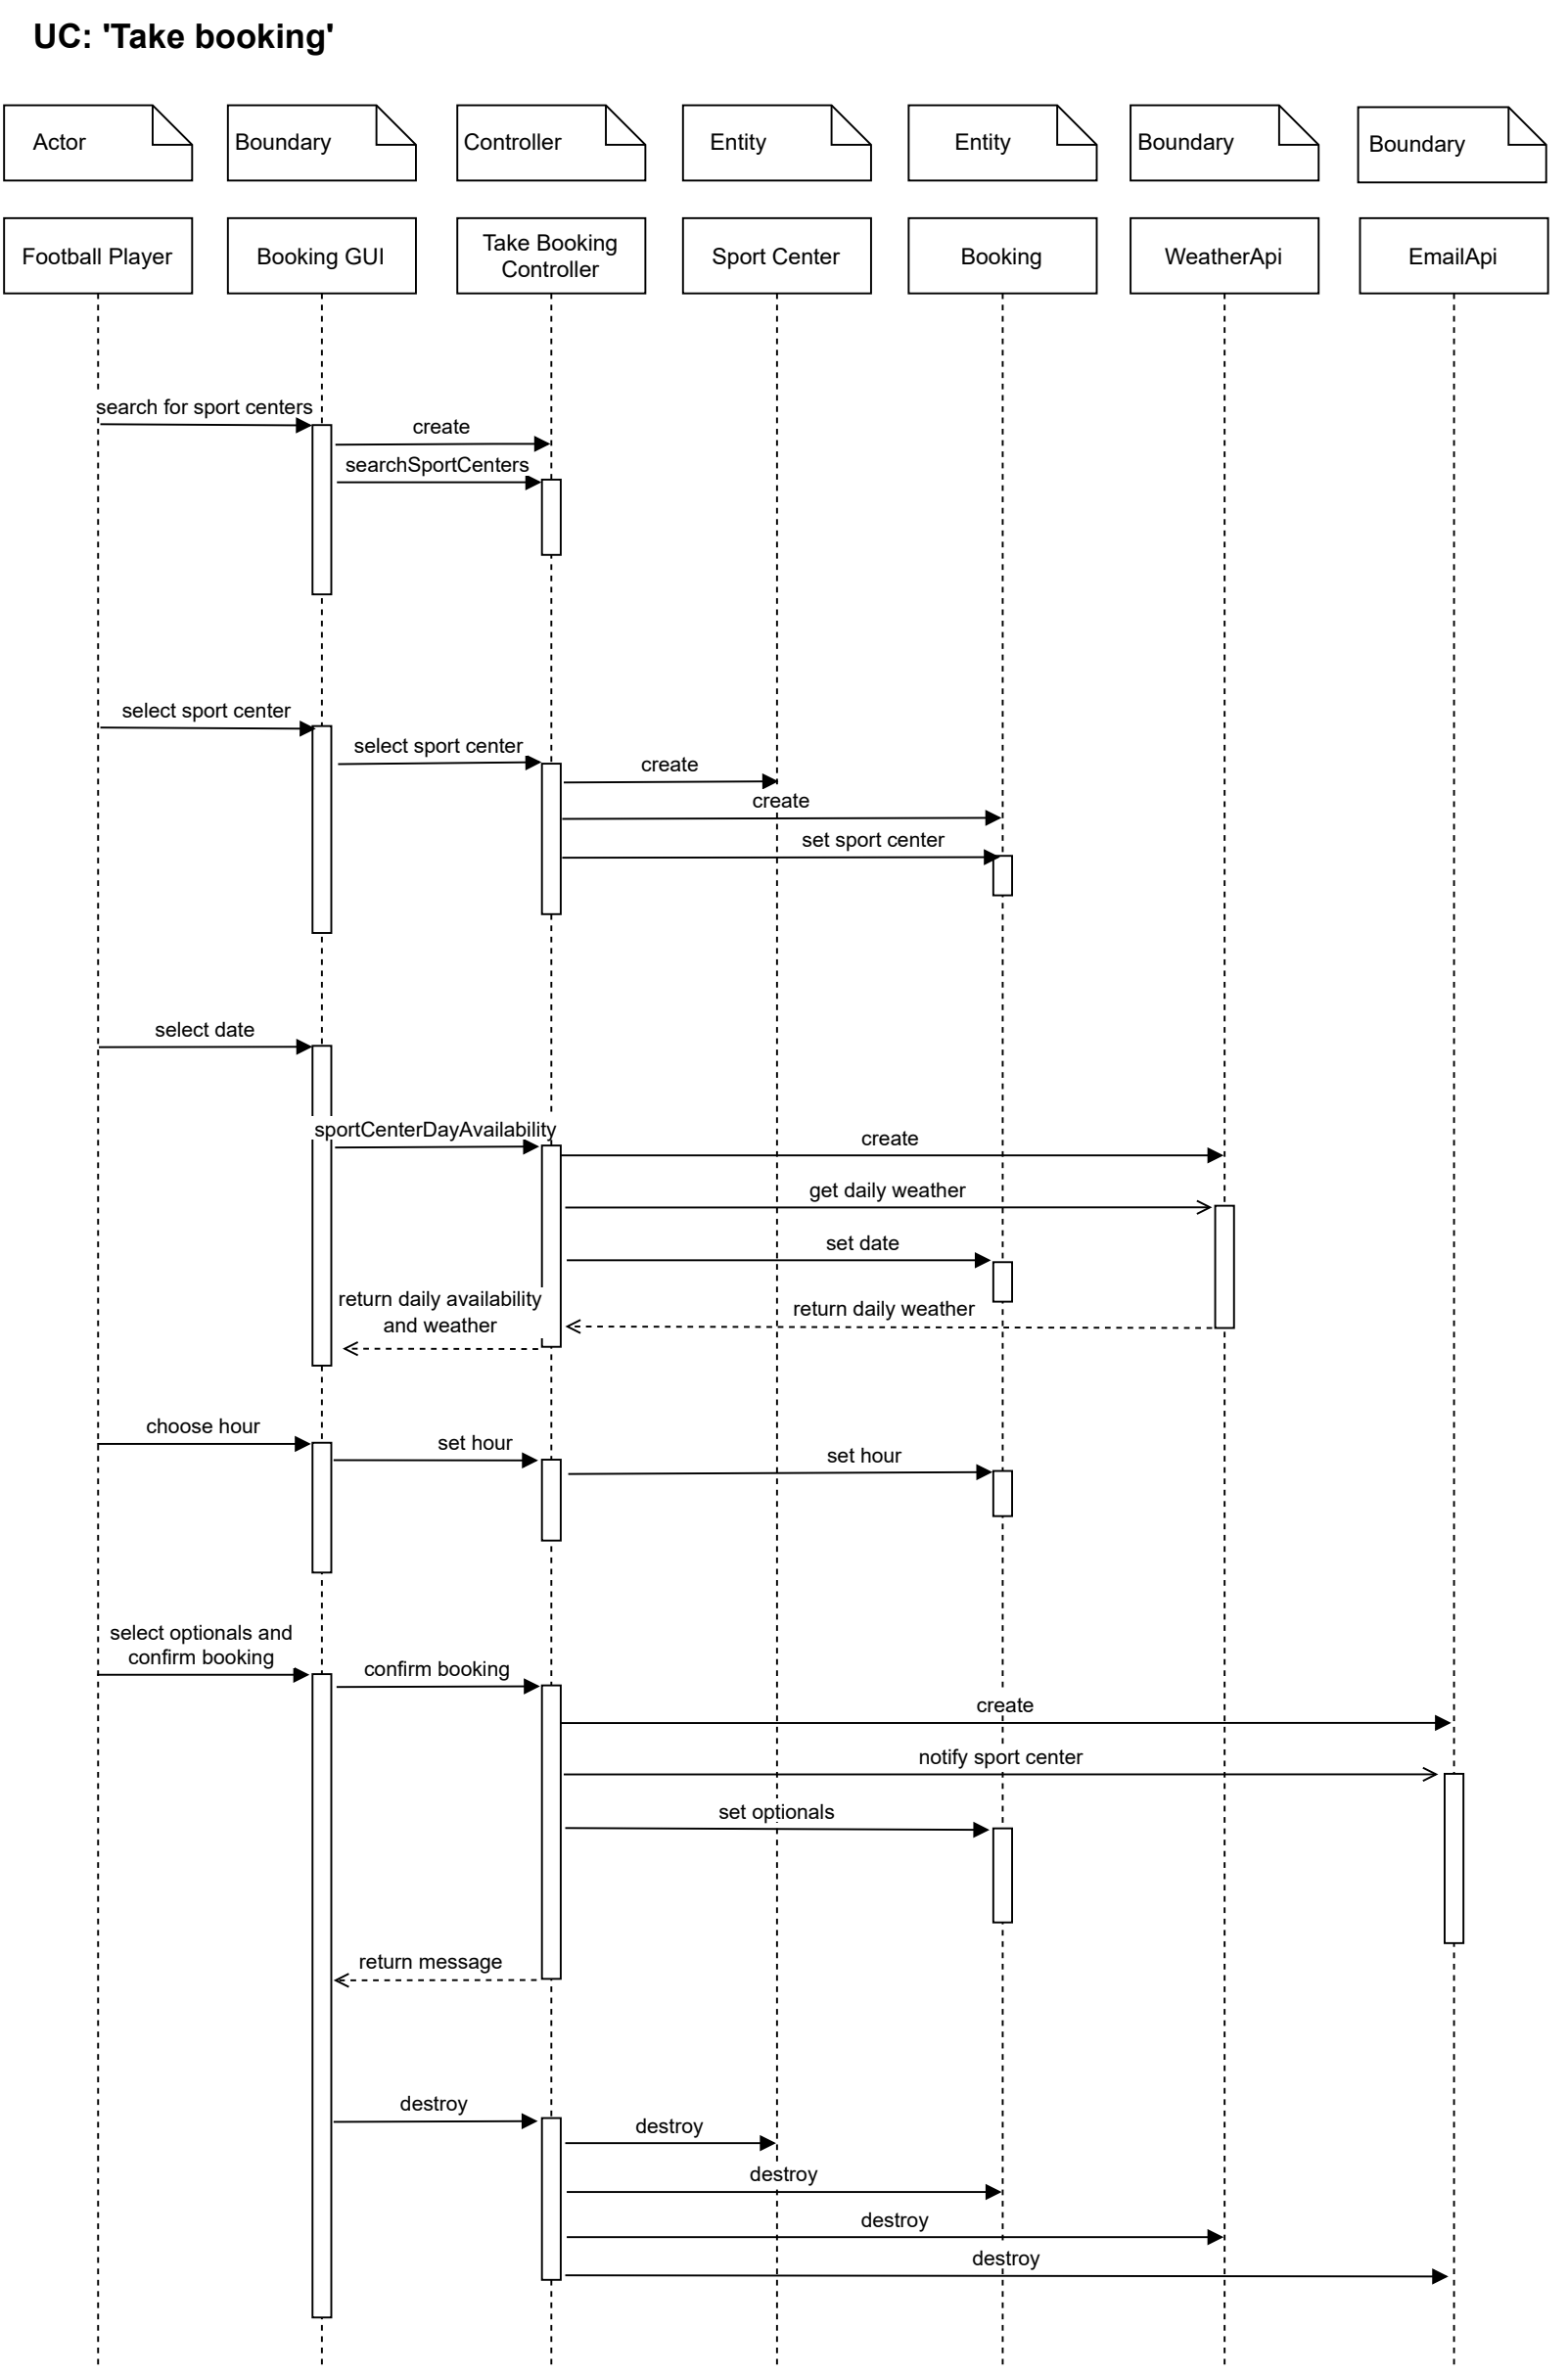 UC: 'Take booking'
Actor
Boundary
Controller
Entity
Entity
Boundary
Boundary
Football Player
Booking GUI
Take Booking
Controller
Sport Center
Booking
WeatherApi
EmailApi
search for sport centers
create
searchSportCenters
select sport center
select sport center
create
create
set sport center
select date
sportCenterDayAvailability
create
get daily weather
set date
return daily availability
and weather
return daily weather
choose hour
set hour
set hour
select optionals and
confirm booking
confirm booking
create
notify sport center
set optionals
return message
destroy
destroy
destroy
destroy
destroy